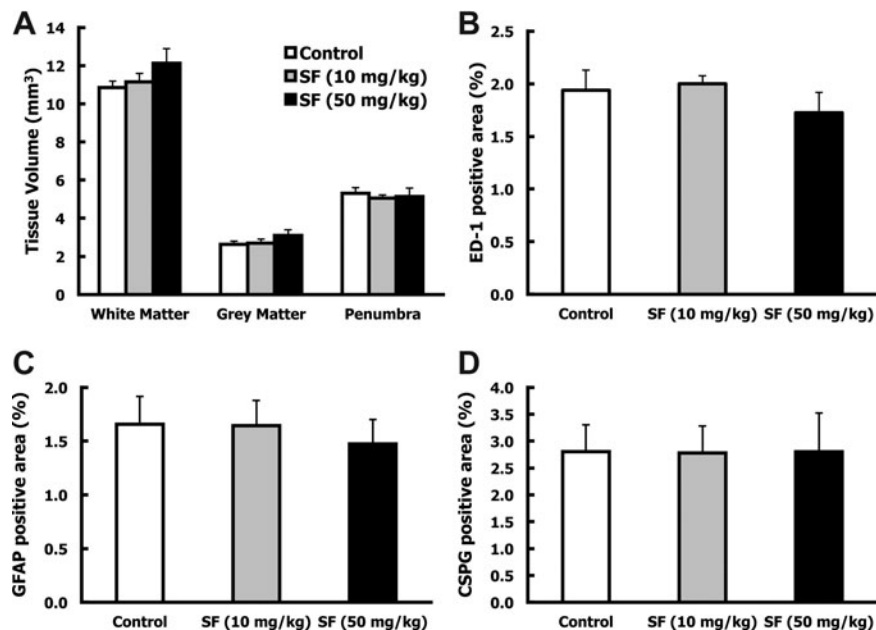 A
Tissue Volume (mm³)
14
12
10
8
6
4
2
0
Control
SF (10 mg/kg)
SF (50 mg/kg)
White Matter Grey Matter Penumbra
B
ED-1 positive area (%)
2.5
2.0
1.5
1.0
0.5
0.0
Control SF (10 mg/kg) SF (50 mg/kg)
C
GFAP positive area (%)
2.0
1.5
1.0
0.5
0.0
Control SF (10 mg/kg) SF (50 mg/kg)
D
CSPG positive area (%)
4.0
3.5
3.0
2.5
2.0
1.5
1.0
0.5
0.0
Control SF (10 mg/kg) SF (50 mg/kg)